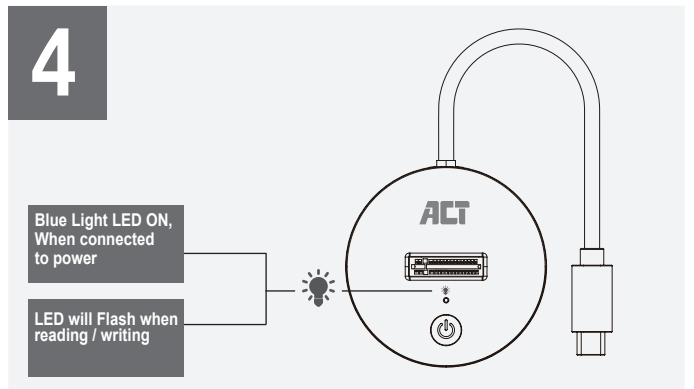 4
ACT
Blue Light LED ON,
When connected
to power
LED will Flash when
reading / writing